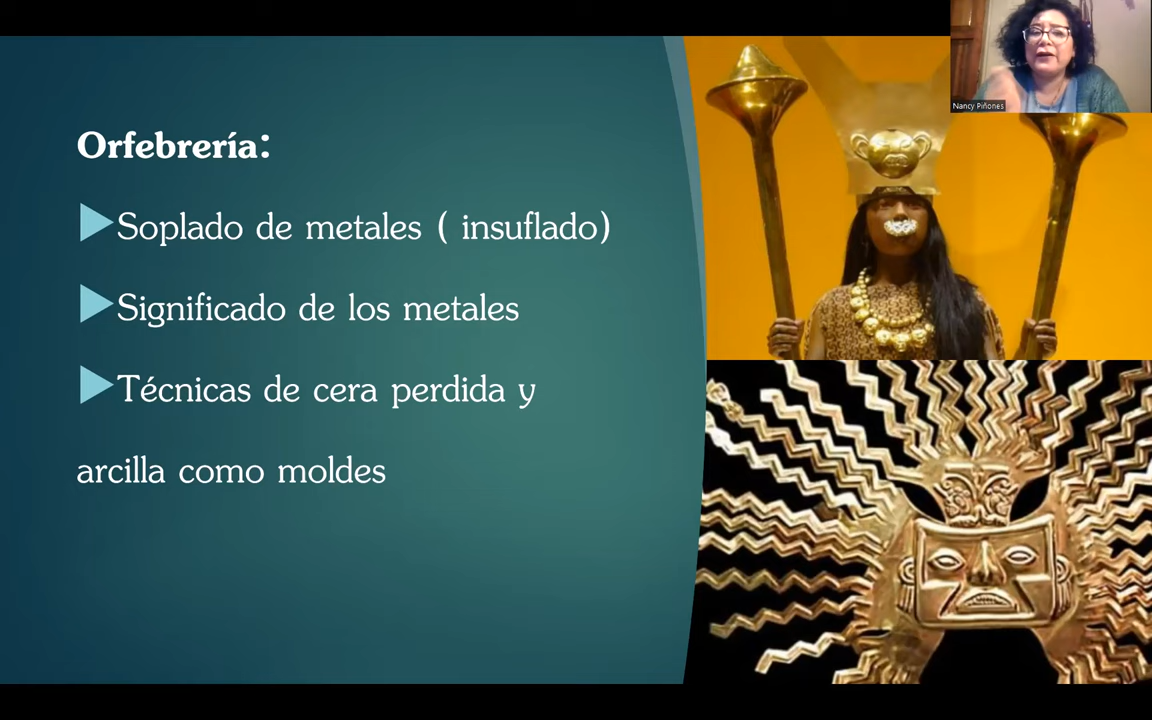 Orfebrería:
Soplado de metales ( insuflado)
Significado de los metales
Técnicas de cera perdida y
arcilla como moldes
Nancy Piñones